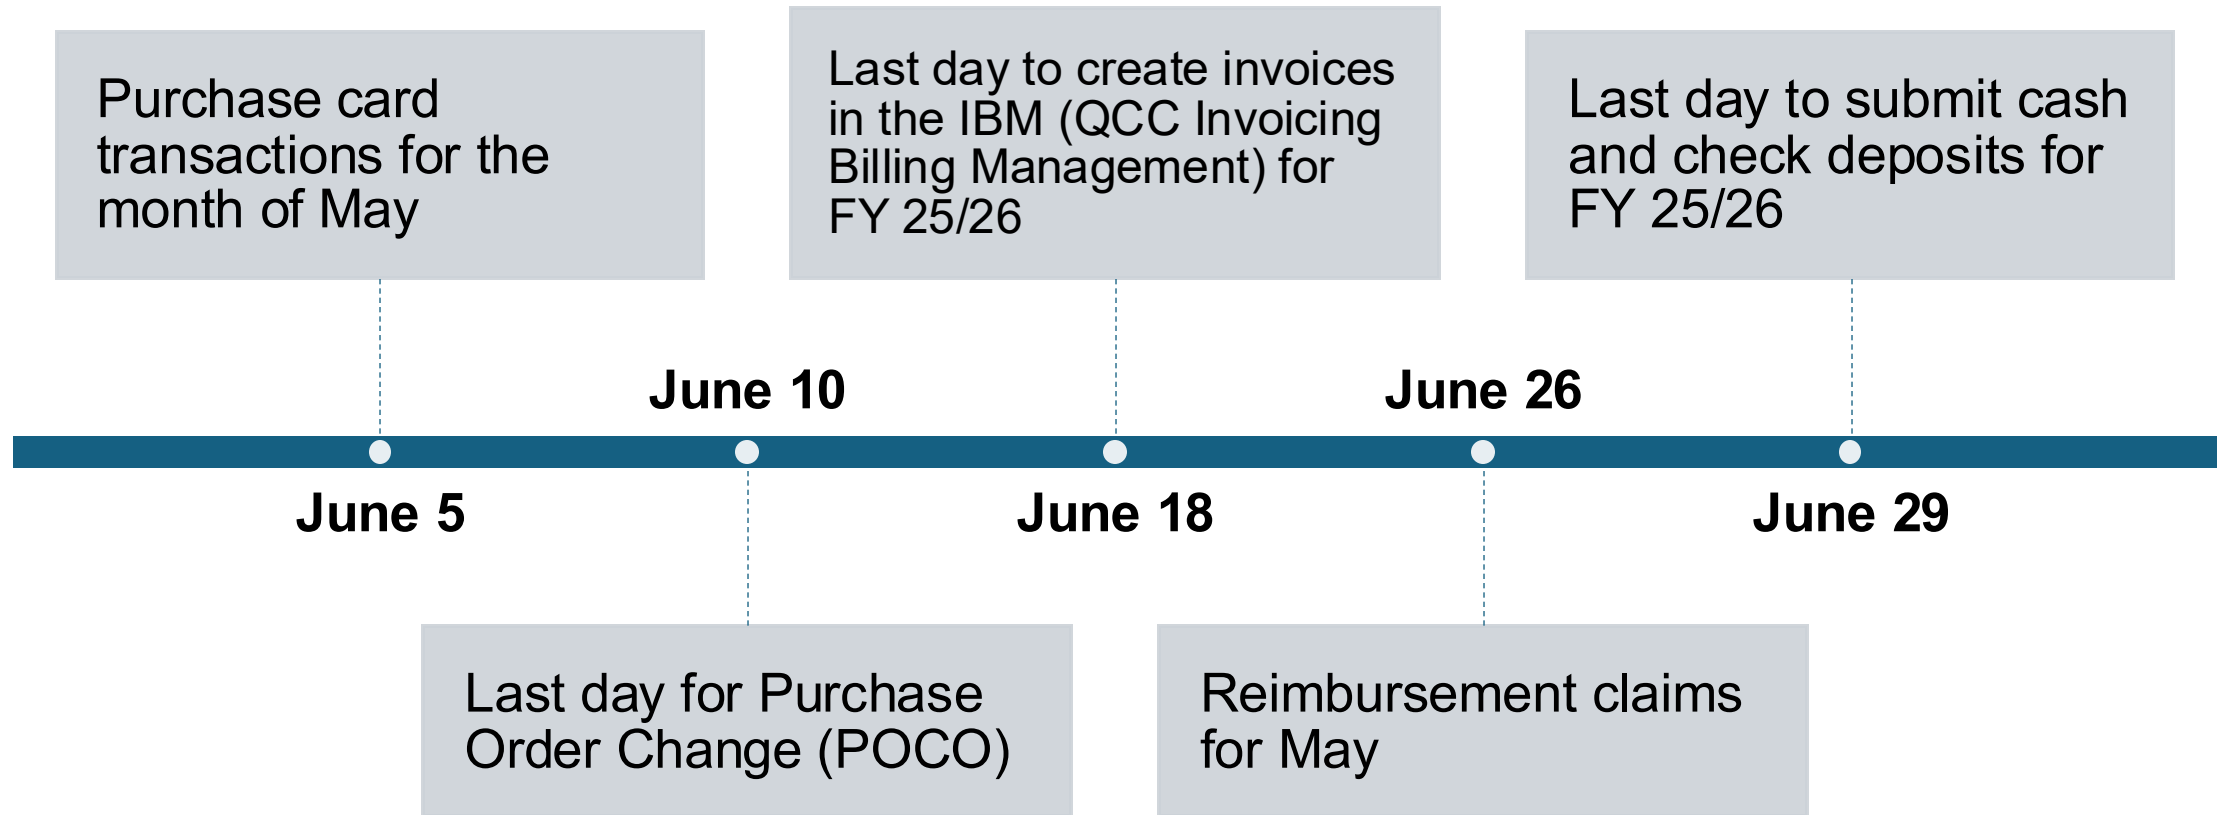 Purchase card
transactions for the
month of May
Last day to create invoices
in the IBM (QCC Invoicing
Billing Management) for
FY 25/26
Last day to submit cash
and check deposits for
FY 25/26
June 10
June 26
June 5
June 18
June 29
Last day for Purchase
Order Change (POCO)
Reimbursement claims
for May